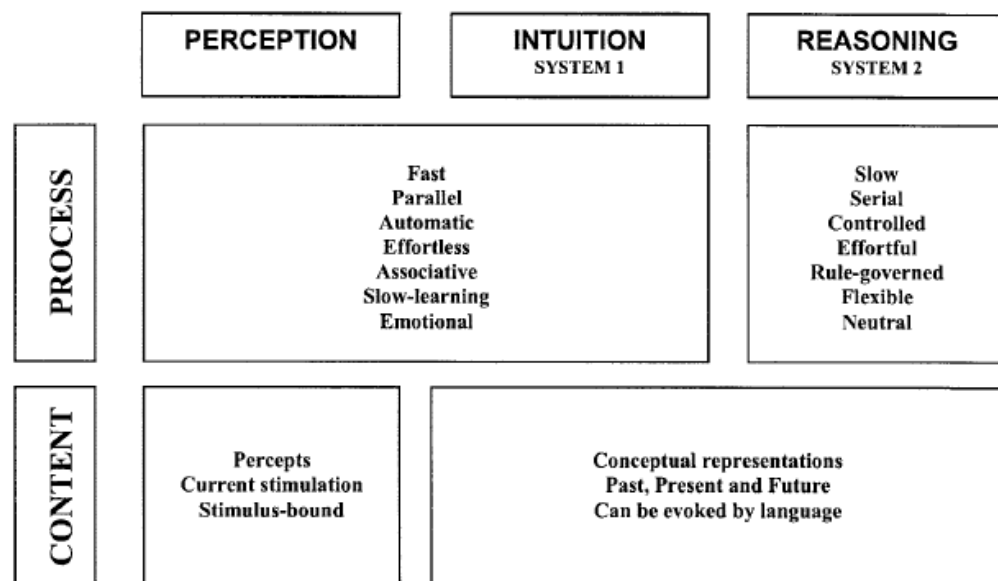 PERCEPTION
INTUITION
SYSTEM 1
REASONING
SYSTEM 2
PROCESS
Fast
Parallel
Automatic
Effortless
Associative
Slow-learning
Emotional
Slow
Serial
Controlled
Effortful
Rule-governed
Flexible
Neutral
CONTENT
Percepts
Current stimulation
Stimulus-bound
Conceptual representations
Past, Present and Future
Can be evoked by language